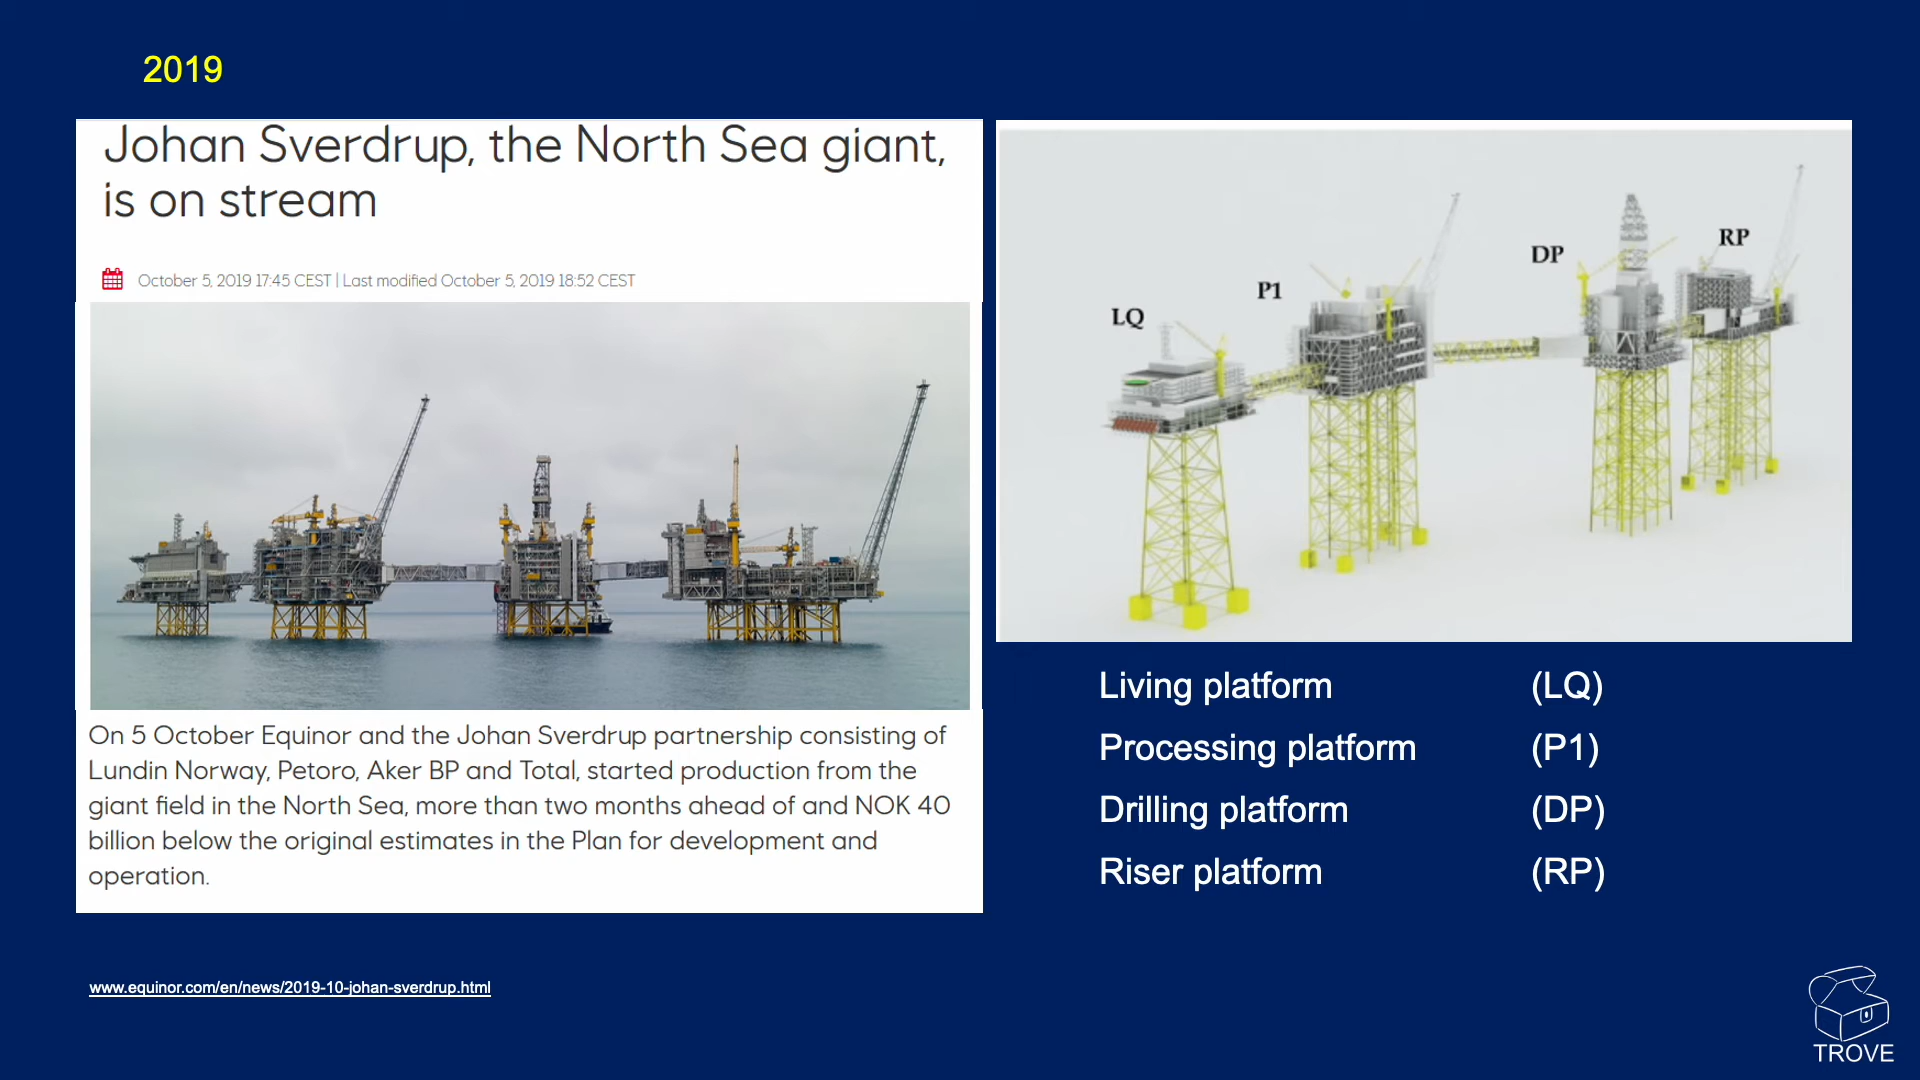 2019
Johan Sverdrup, the North Sea giant,
is on stream
October 5, 2019 17:45 CEST | Last modified October 5, 2019 18:52 CEST
On 5 October Equinor and the Johan Sverdrup partnership consisting of
Lundin Norway, Petoro, Aker BP and Total, started production from the
giant field in the North Sea, more than two months ahead of and NOK 40
billion below the original estimates in the Plan for development and
operation.
www.equinor.com/en/news/2019-10-johan-sverdrup.html
LQ
P1
DP
RP
Living platform (LQ)
Processing platform (P1)
Drilling platform (DP)
Riser platform (RP)
TROVE